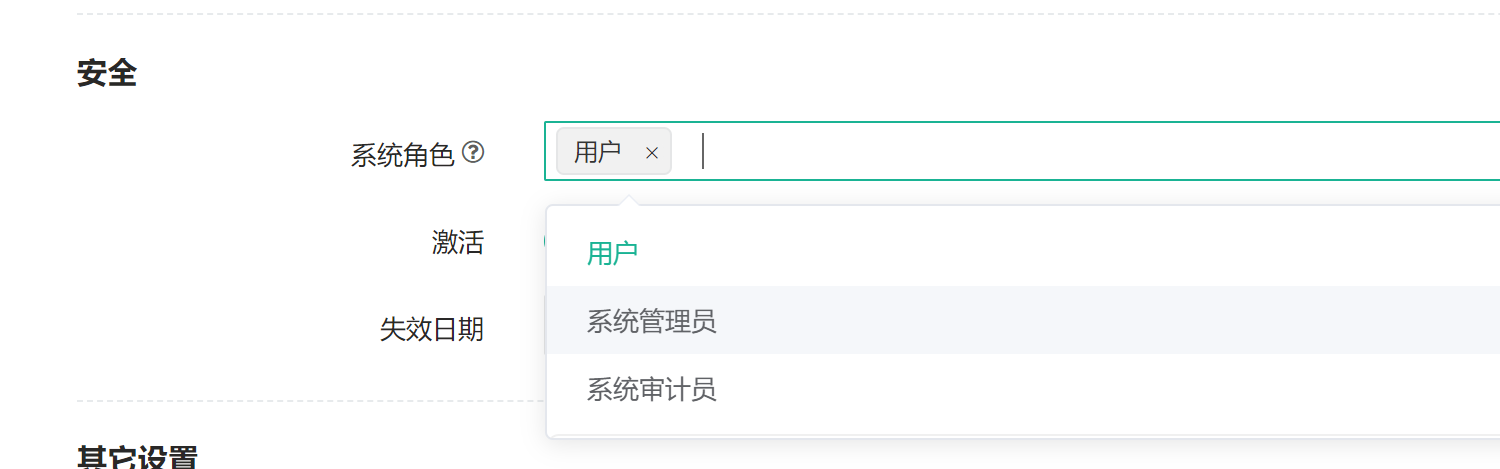 安全
系统角色
用户 ×
激活
用户
系统管理员
失效日期
系统审计员
其它设置